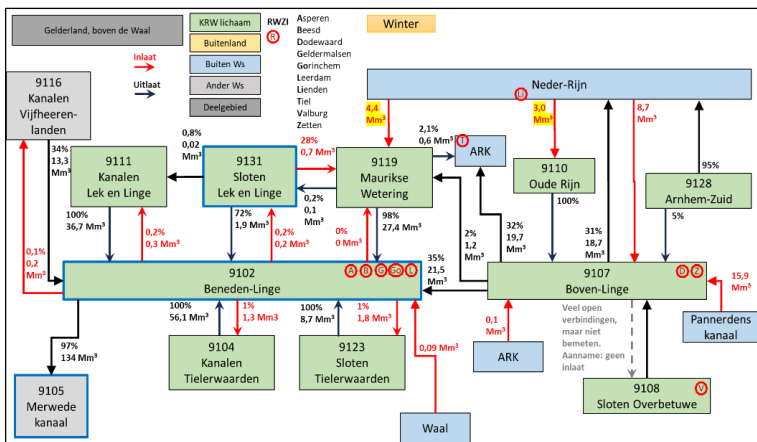 Gelderland, boven de Waal
KRW lichaam
Buitenland
Buiten Ws
Ander Ws
Deelgebied
Inlaat
Uitlaat
RWZI
R
Asperen
Beesd
Dodewaard
Geldermalsen
Gorinchem
Leerdam
Lienden
Tiel
Valburg
Zetten
Winter
9116
Kanalen
Vijfheeren-
landen
34%
13,3
Mm³
9111
Kanalen
Lek en Linge
0,8%
0,02
Mm³
9131
Sloten
Lek en Linge
28%
0,7 Mm³
9119
Maurikse
Wetering
4,4
Mm³
2,1%
0,6 Mm³
T
ARK
Neder-Rijn
Li
3,0
Mm³
8,7
Mm³
9110
Oude Rijn
95%
9128
Arnhem-Zuid
100%
36,7 Mm³
0,2%
0,3 Mm³
72%
1,9 Mm³
0,2%
0,2 Mm³
0,2%
0,1
Mm³
0%
0 Mm³
98%
27,4 Mm³
2%
1,2
Mm³
32%
19,7
Mm³
100%
31%
18,7
Mm³
5%
0,1%
0,2
Mm³
9102
Beneden-Linge
A
B
G
Go
L
35%
21,5
Mm³
9107
Boven-Linge
D
Z
15,9
Mm³
Pannerdens
kanaal
97%
134 Mm³
9105
Merwede
kanaal
100%
56,1 Mm³
1%
1,3 Mm³
9104
Kanalen
Tielerwaarden
100%
8,7 Mm³
1%
1,8 Mm³
9123
Sloten
Tielerwaarden
0,09 Mm³
Waal
0,1
Mm³
ARK
Veel open
verbindingen,
maar niet
bemeten.
Aanname: geen
inlaat
9108
Sloten Overbetuwe
V